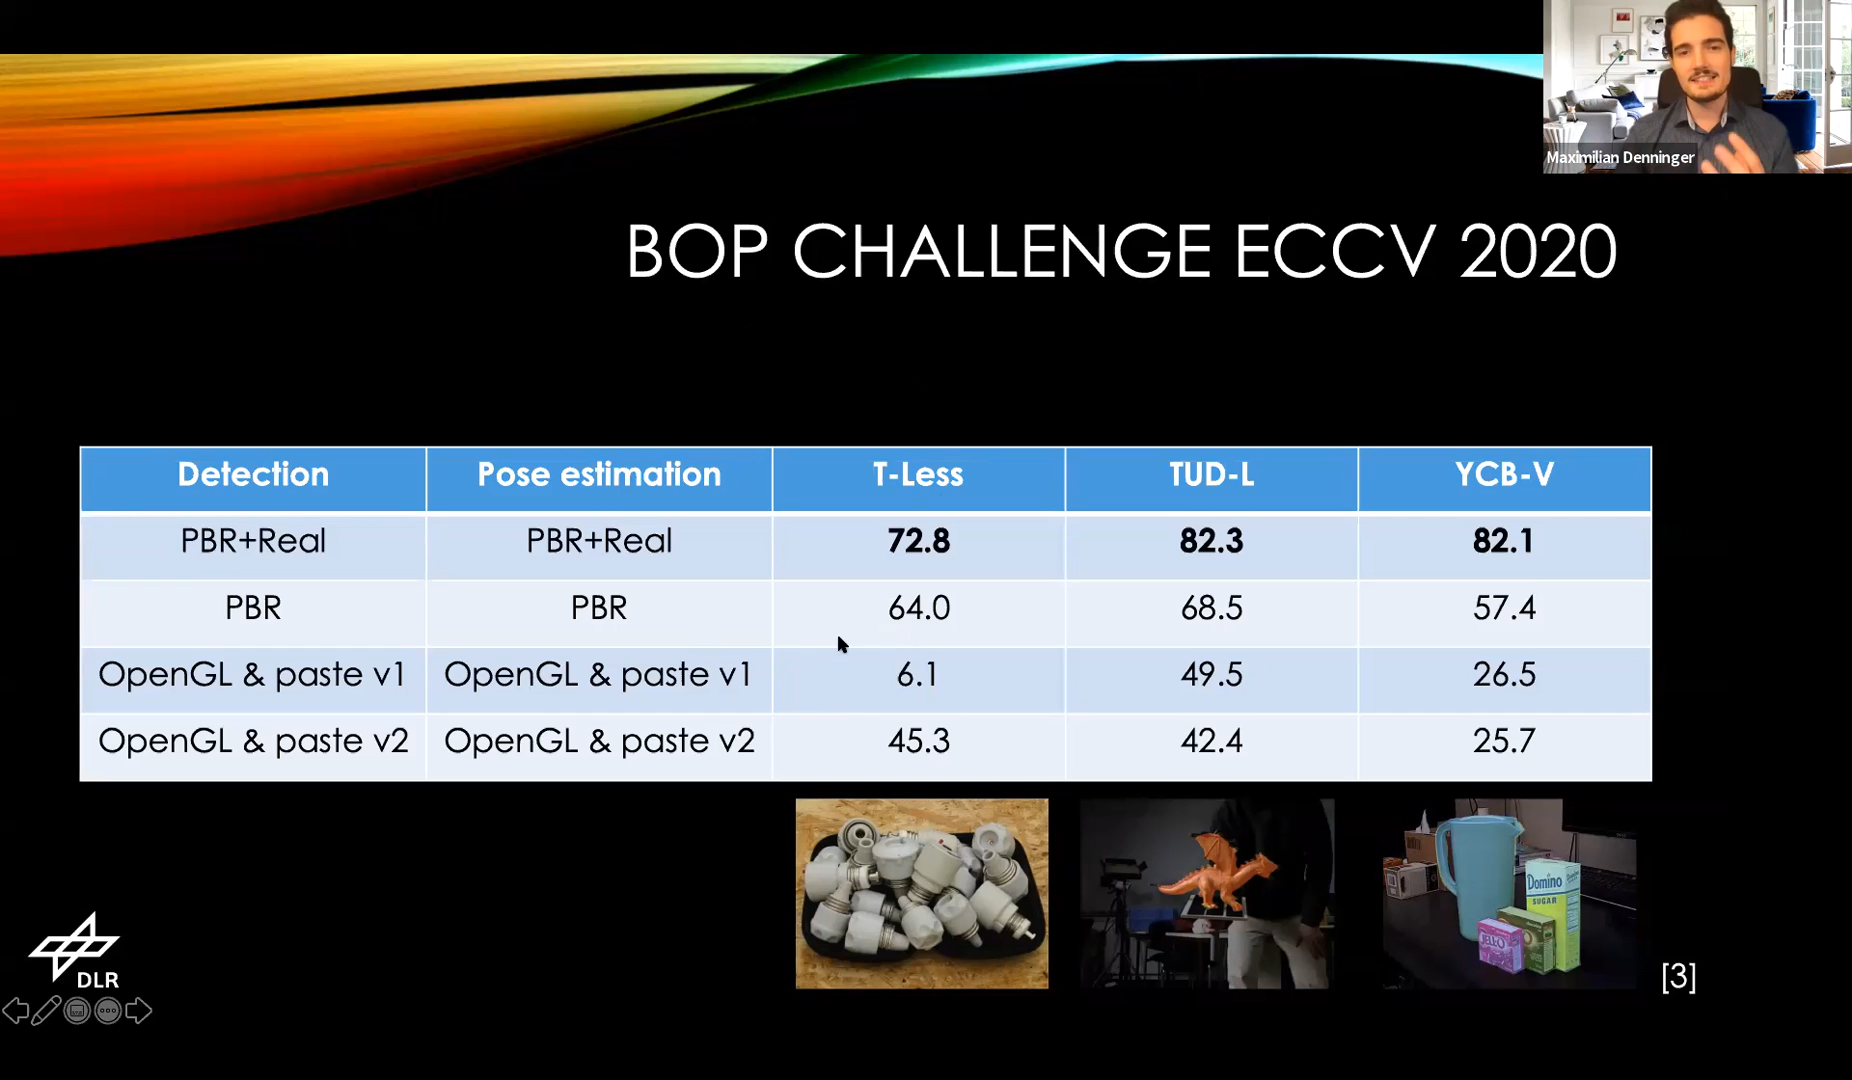 Maximilian Denninger
BOP CHALLENGE ECCV 2020
Detection Pose estimation T-Less TUD-L YCB-V
PBR+Real PBR+Real 72.8 82.3 82.1
PBR PBR 64.0 68.5 57.4
OpenGL & paste v1 OpenGL & paste v1 6.1 49.5 26.5
OpenGL & paste v2 OpenGL & paste v2 45.3 42.4 25.7
Domino
SUGAR
JELL-O
DLR
[3]